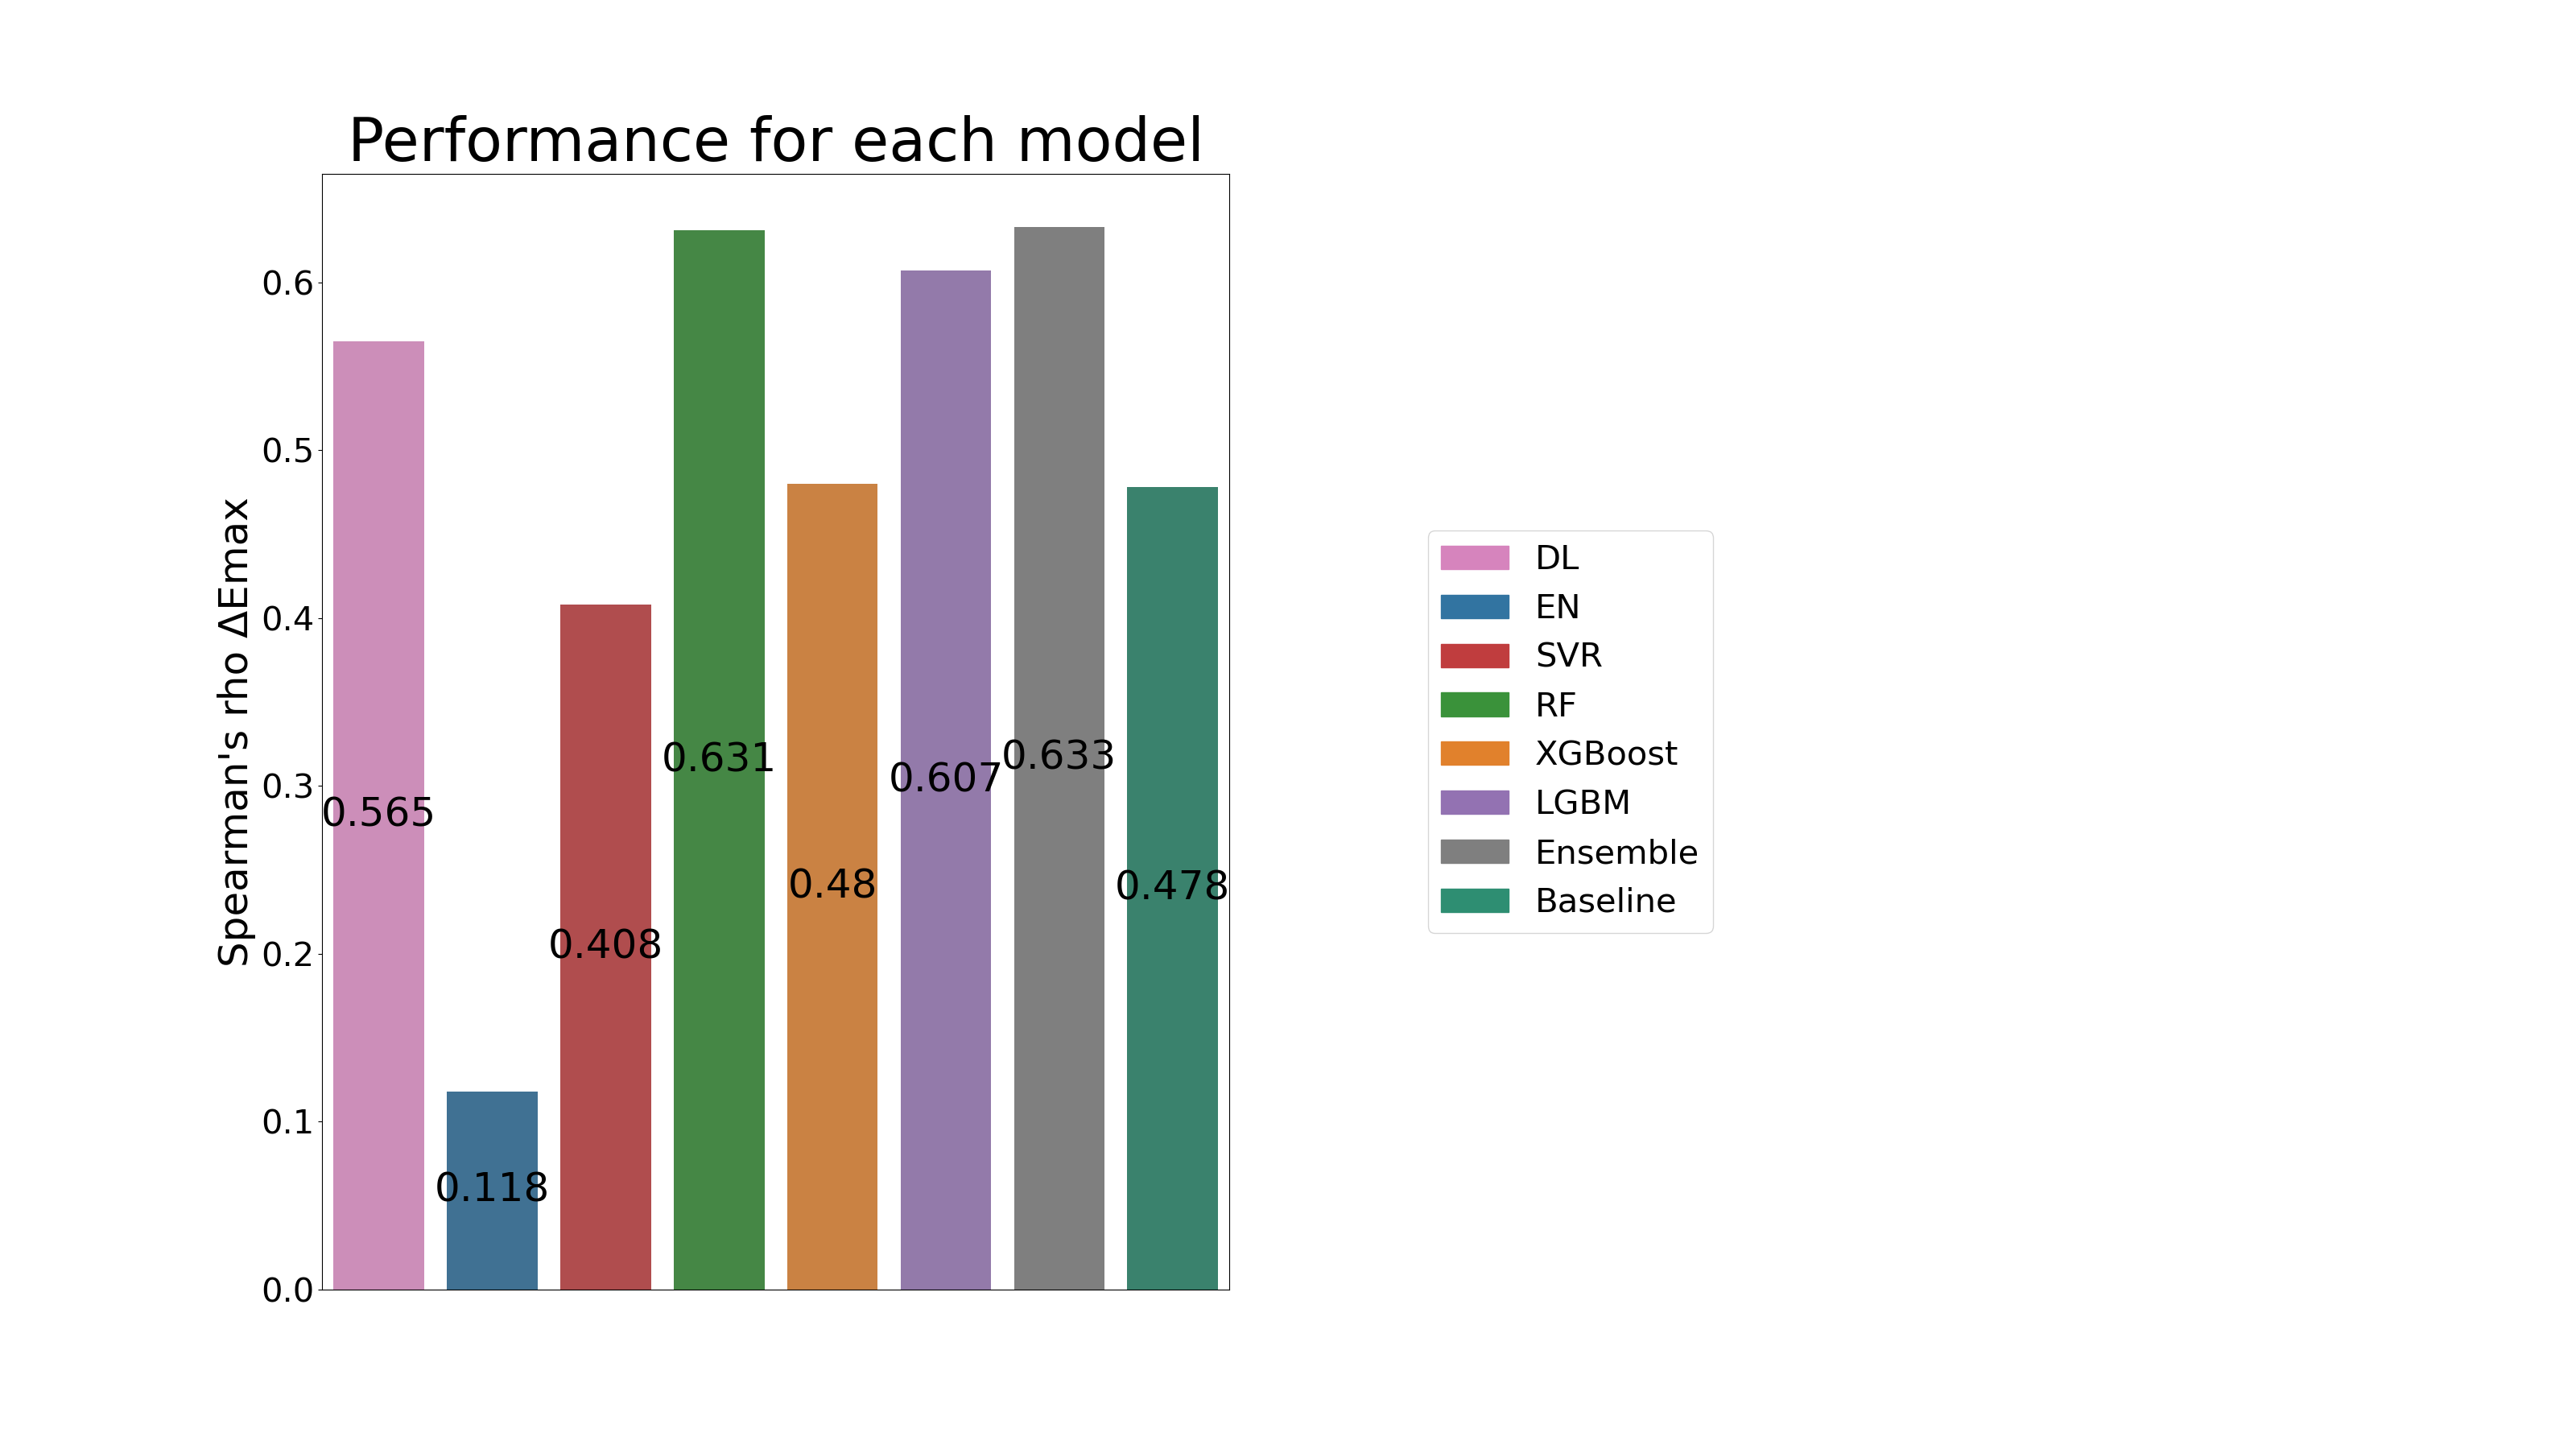 Performance for each model
Spearman's rho ΔEmax
0.6
0.5
0.4
0.3
0.2
0.1
0.0
0.565
0.118
0.408
0.631
0.48
0.607
0.633
0.478
DL
EN
SVR
RF
XGBoost
LGBM
Ensemble
Baseline